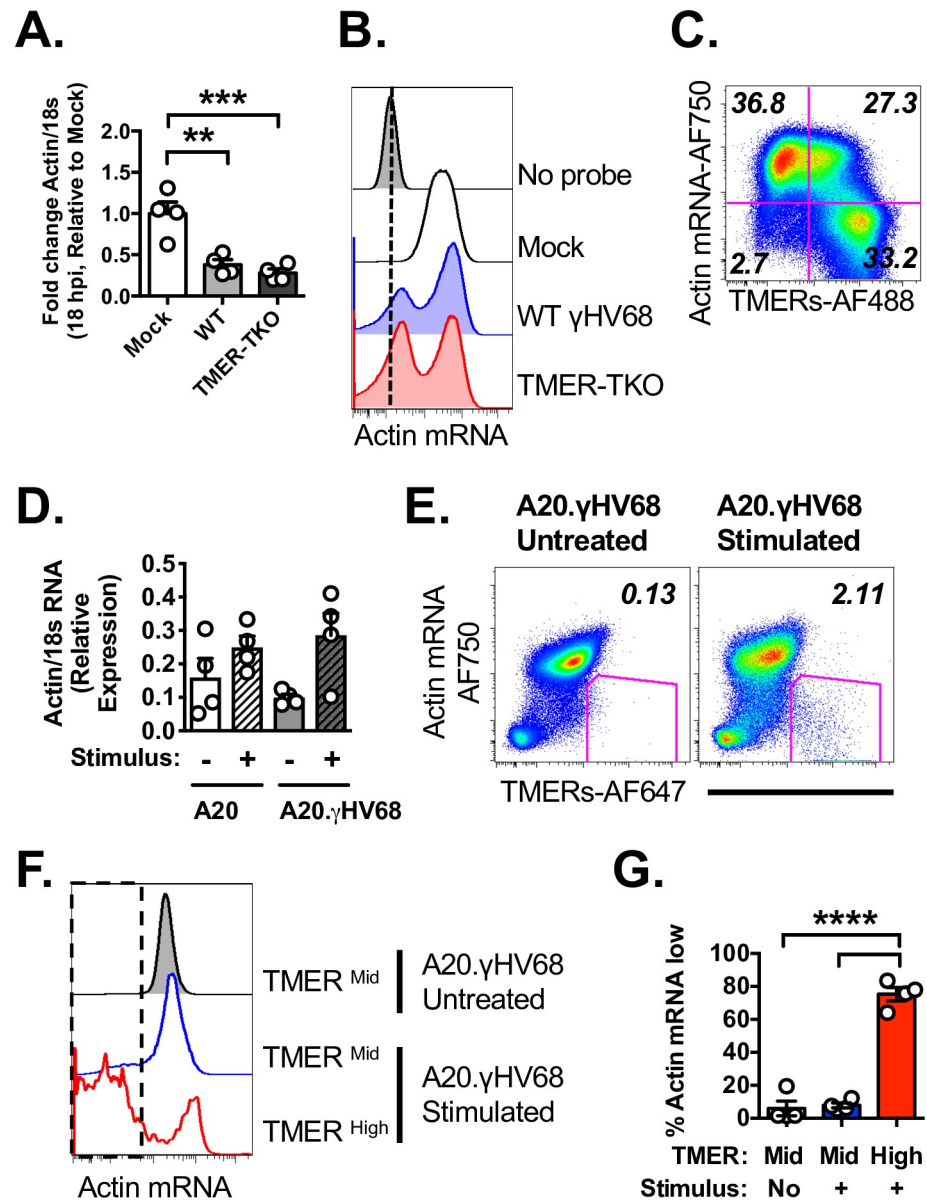 A.
Fold change Actin/18s
(18 hpi, Relative to Mock)
2.0
1.5
1.0
0.5
0.0
***
**
Mock
WT
TMER-TKO
B.
No probe
Mock
WT γHV68
TMER-TKO
Actin mRNA
C.
Actin mRNA-AF750
36.8
27.3
2.7
33.2
TMERs-AF488
D.
Actin/18s RNA
(Relative
Expression)
0.5
0.4
0.3
0.2
0.1
0.0
Stimulus: - + - +
A20 A20.γHV68
E.
A20.γHV68
Untreated
A20.γHV68
Stimulated
Actin mRNA
AF750
0.13
2.11
TMERs-AF647
F.
TMER Mid
A20.γHV68
Untreated
TMER Mid
TMER High
A20.γHV68
Stimulated
Actin mRNA
G.
% Actin mRNA low
****
100
80
60
40
20
0
TMER: Mid Mid High
Stimulus: No + +